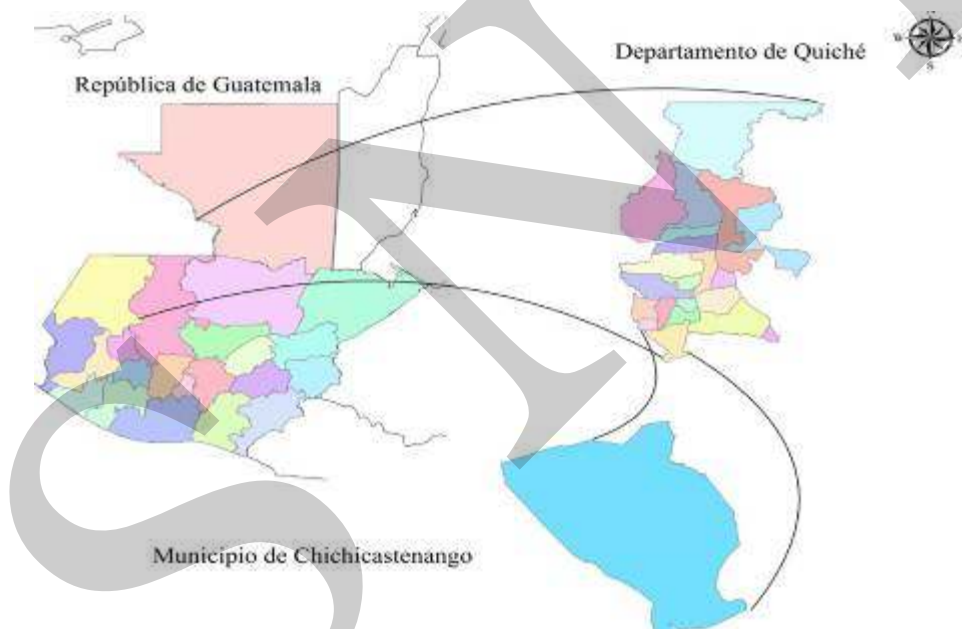 Departamento de Quiché
República de Guatemala
W
S
Municipio de Chichicastenango